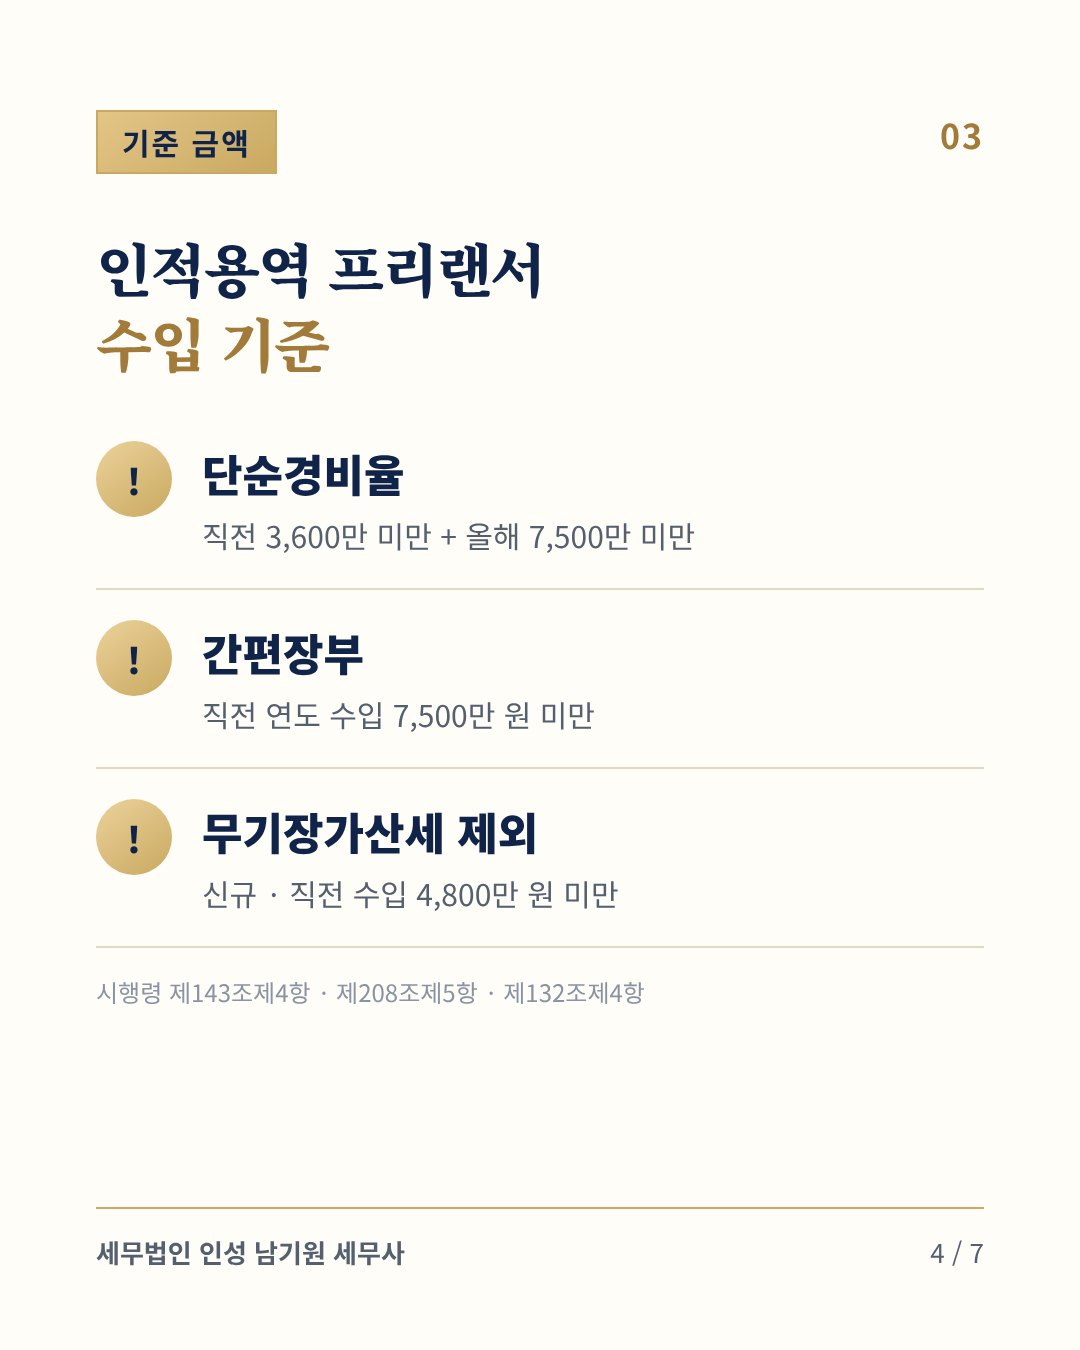 기준 금액
03
인적용역 프리랜서
수입 기준
!
단순경비율
직전 3,600만 미만 + 올해 7,500만 미만
!
간편장부
직전 연도 수입 7,500만 원 미만
!
무기장가산세 제외
신규 · 직전 수입 4,800만 원 미만
시행령 제143조제4항 · 제208조제5항 · 제132조제4항
세무법인 인성 남기원 세무사
4 / 7